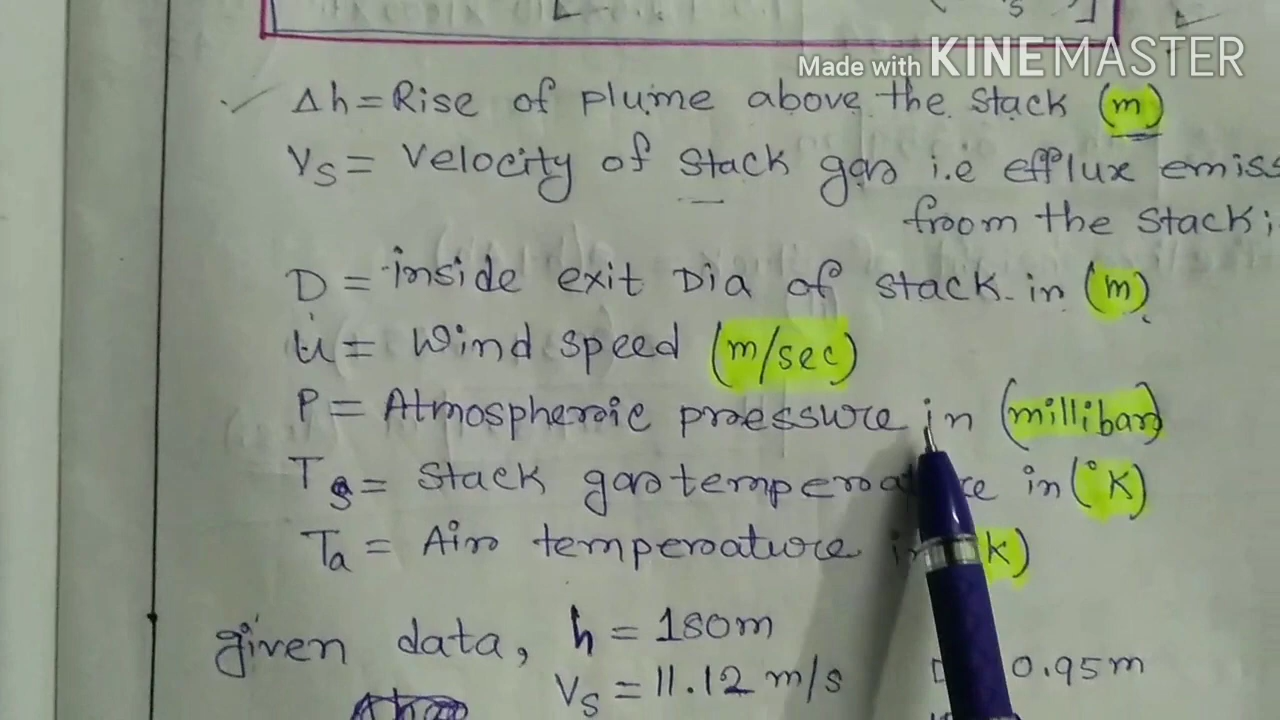 Made with KINEMASTER
Δh = Rise of plume above the stack (m)
Vs = Velocity of stack gas i.e efflux emiss
from the stack;
D = inside exit Dia of stack in (m)
u = Wind speed (m/sec)
P = Atmospheric pressure in (millibar)
Ts = Stack gas temperature in (°K)
Ta = Air temperature in K)
given data, h = 180m
Vs = 11.12 m/s 0.95m